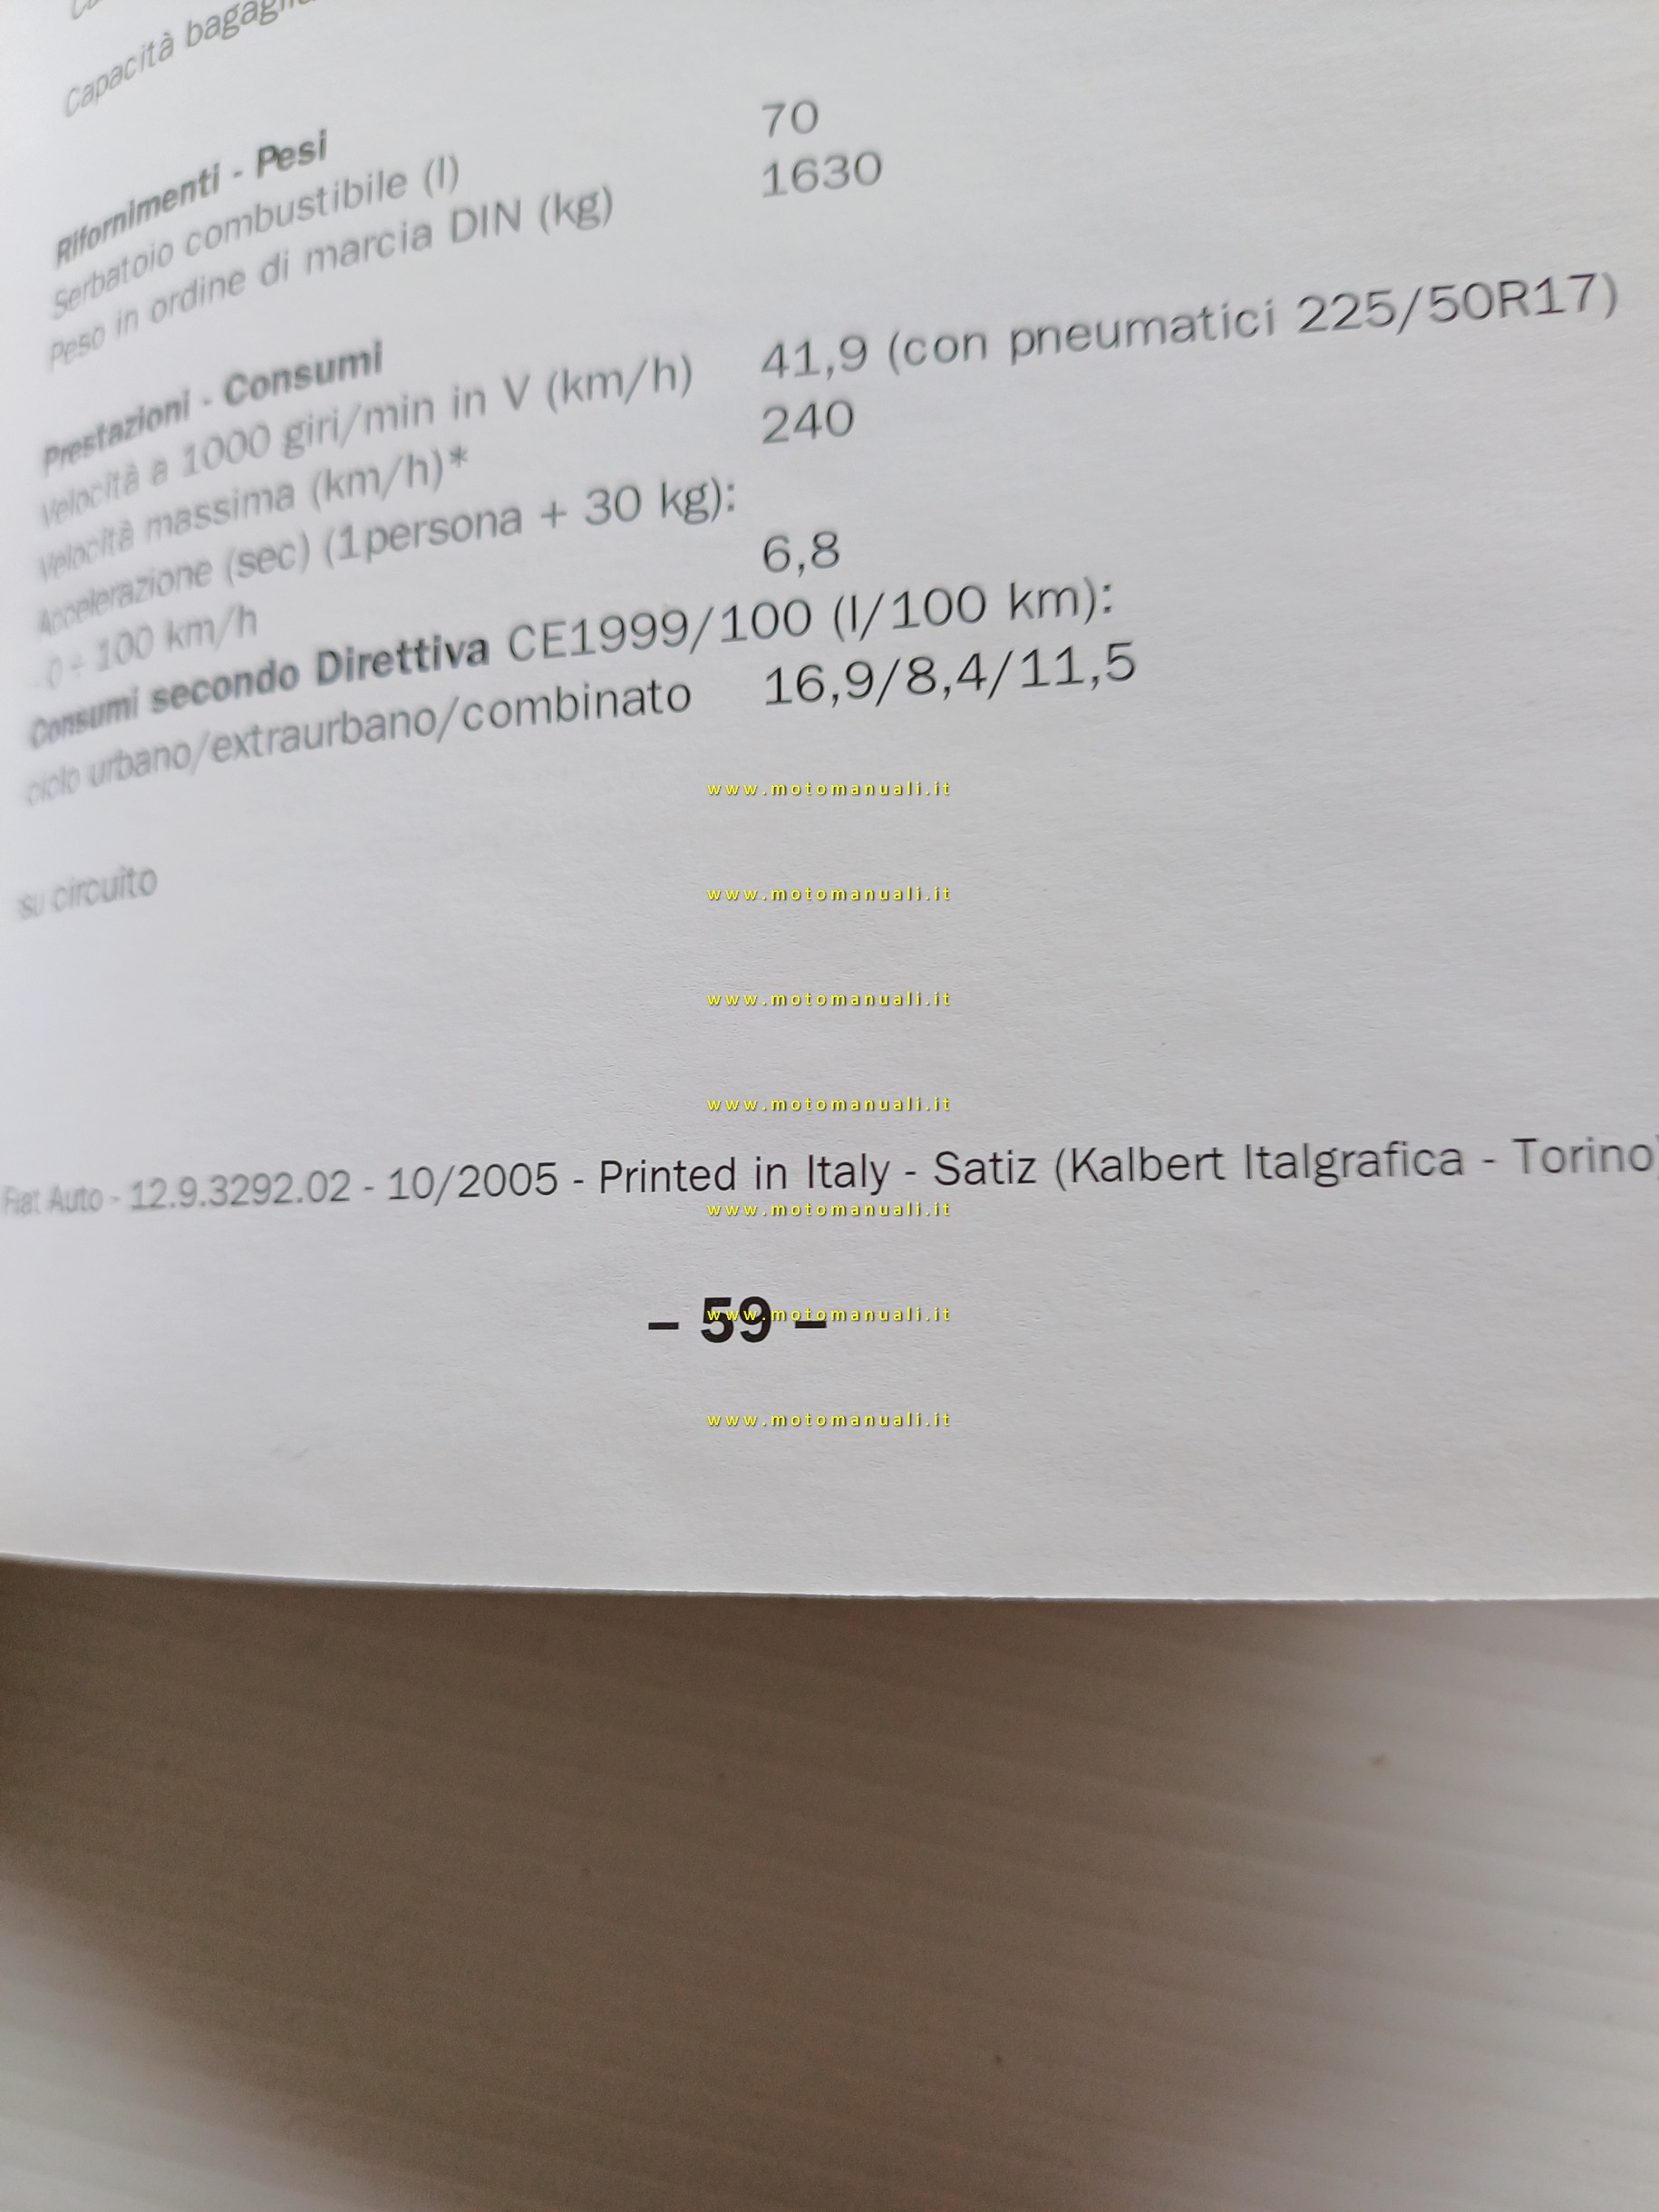 Capacità
Rifornimenti - Pesi
Serbatoio combustibile (l) 70
Peso in ordine di marcia DIN (kg) 1630
Prestazioni - Consumi
Velocità a 1000 giri/min in V (km/h) 41,9 (con pneumatici 225/50R17)
Velocità massima (km/h)* 240
Accelerazione (sec) (1persona + 30 kg):
0 ÷ 100 km/h 6,8
Consumi secondo Direttiva CE1999/100 (l/100 km):
ciclo urbano/extraurbano/combinato 16,9/8,4/11,5
www.motomanuali.it
su circuito
www.motomanuali.it
www.motomanuali.it
www.motomanuali.it
Fiat Auto - 12.9.3292.02 - 10/2005 - Printed in Italy - Satiz (Kalbert Italgrafica - Torino)
www.motomanuali.it
– 59 –
www.motomanuali.it
www.motomanuali.it